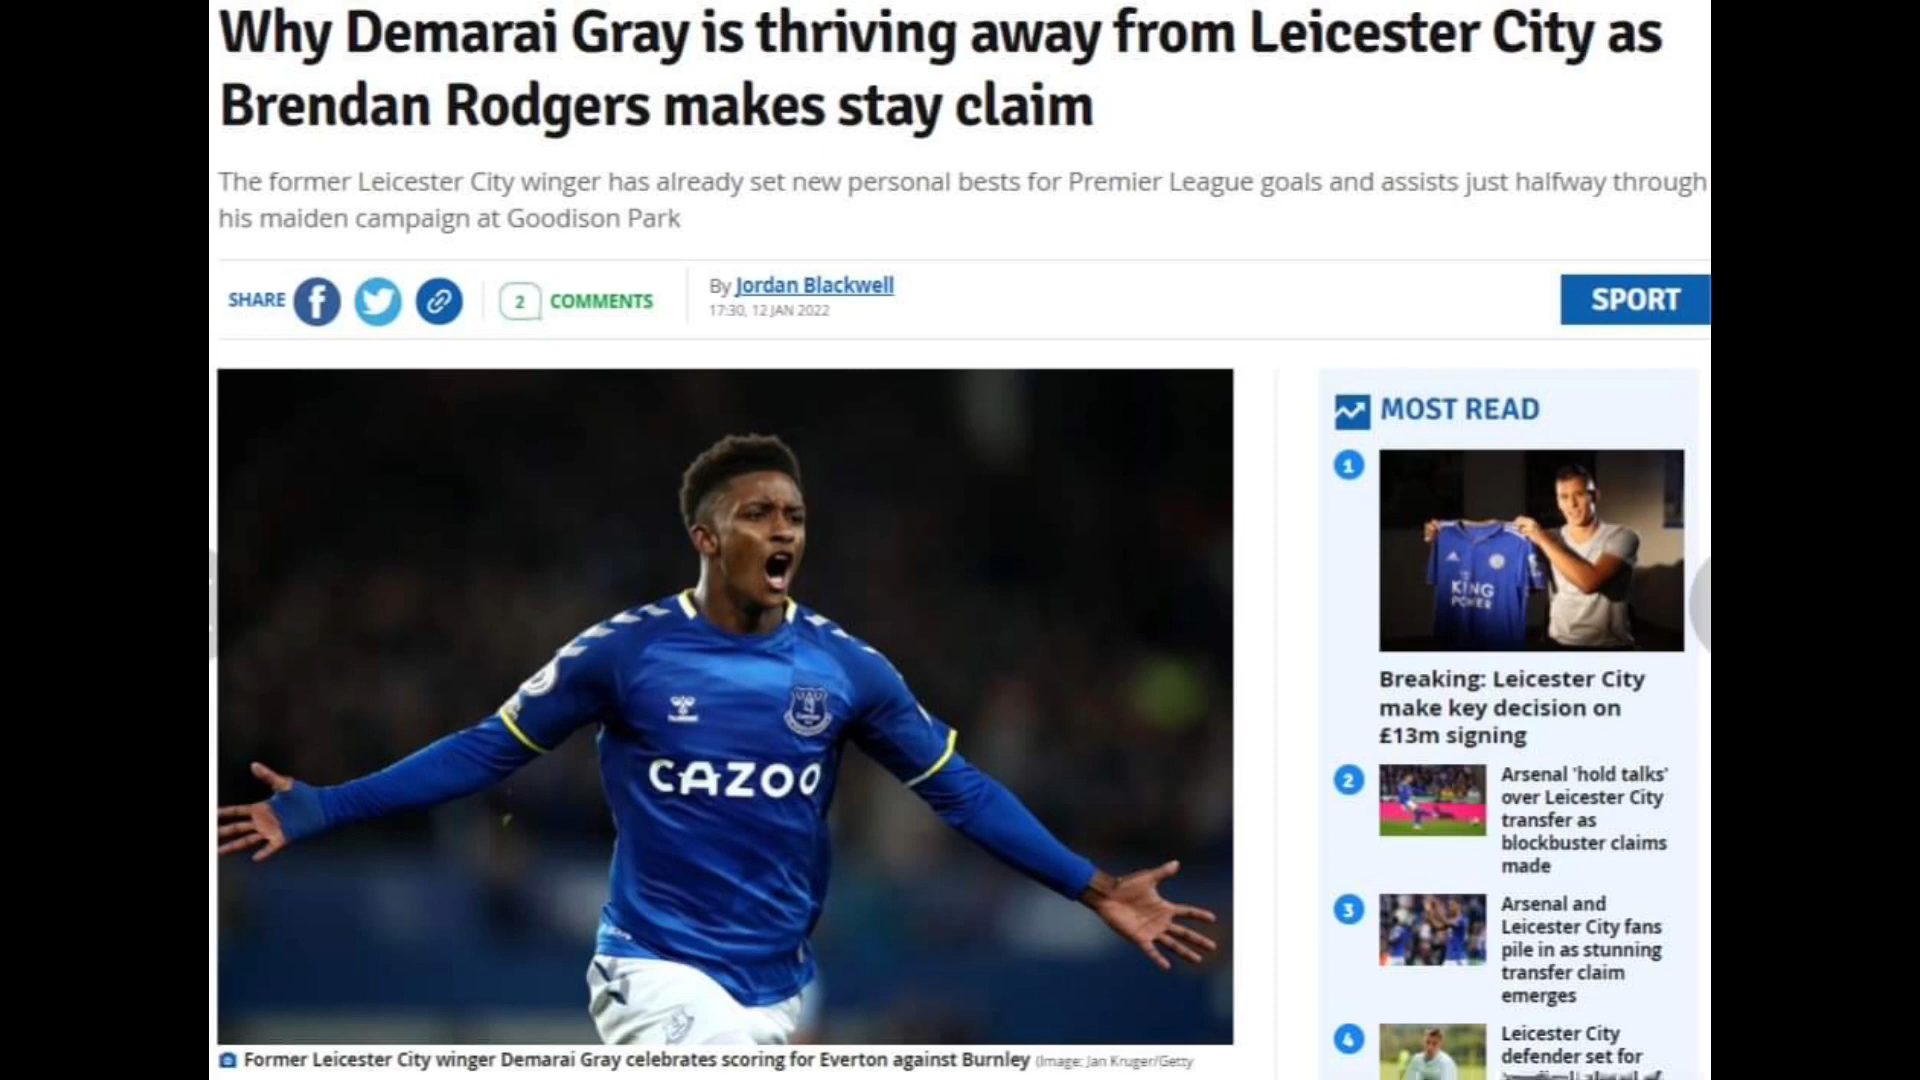 Why Demarai Gray is thriving away from Leicester City as
Brendan Rodgers makes stay claim
The former Leicester City winger has already set new personal bests for Premier League goals and assists just halfway through
his maiden campaign at Goodison Park
SHARE
2 COMMENTS
By Jordan Blackwell
17:30, 12 JAN 2022
SPORT
CAZOO
hummel
Former Leicester City winger Demarai Gray celebrates scoring for Everton against Burnley (Image: Jan Kruger/Getty
MOST READ
1
KING
POWER
Breaking: Leicester City
make key decision on
£13m signing
2
Arsenal 'hold talks'
over Leicester City
transfer as
blockbuster claims
made
3
Arsenal and
Leicester City fans
pile in as stunning
transfer claim
emerges
4
Leicester City
defender set for